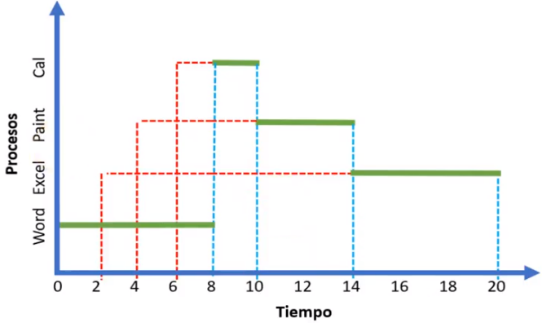 Procesos
Cal
Paint
Excel
Word
0 2 4 6 8 10 12 14 16 18 20
Tiempo